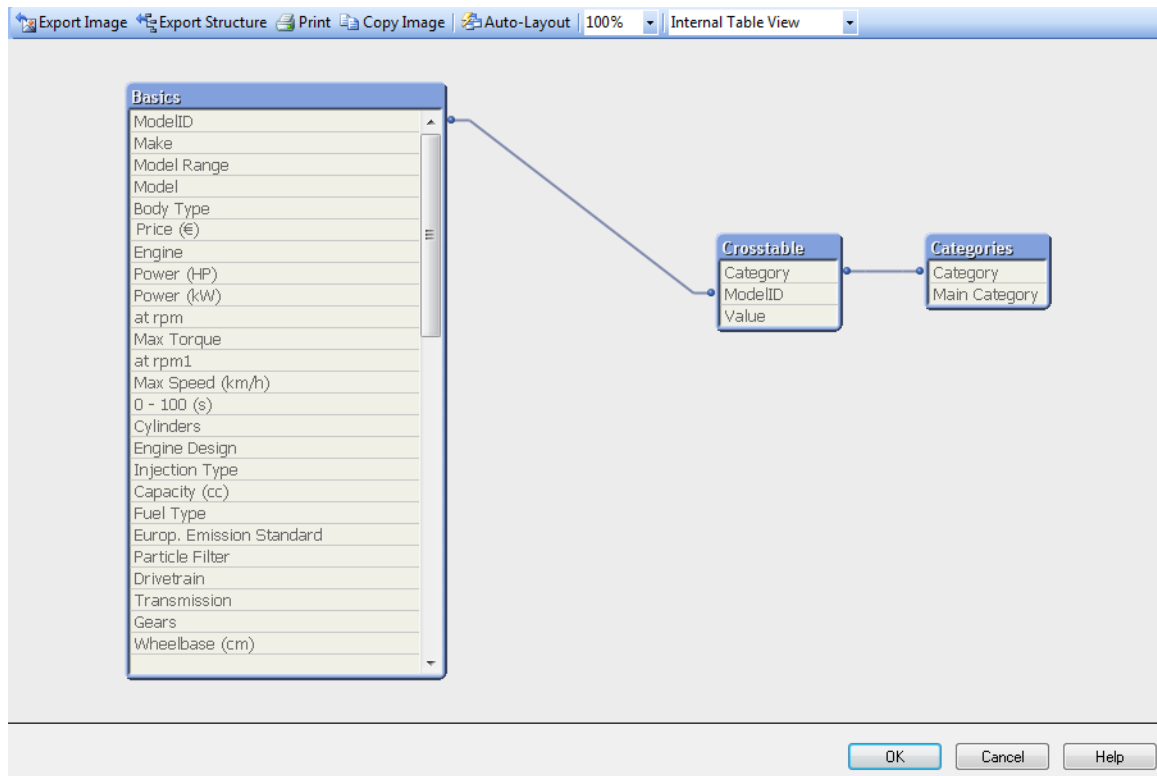 Export Image Export Structure Print Copy Image Auto-Layout 100% Internal Table View
Basics
ModelID
Make
Model Range
Model
Body Type
Price (€)
Engine
Power (HP)
Power (kW)
at rpm
Max Torque
at rpm1
Max Speed (km/h)
0 - 100 (s)
Cylinders
Engine Design
Injection Type
Capacity (cc)
Fuel Type
Europ. Emission Standard
Particle Filter
Drivetrain
Transmission
Gears
Wheelbase (cm)
Crosstable
Category
ModelID
Value
Categories
Category
Main Category
OK Cancel Help